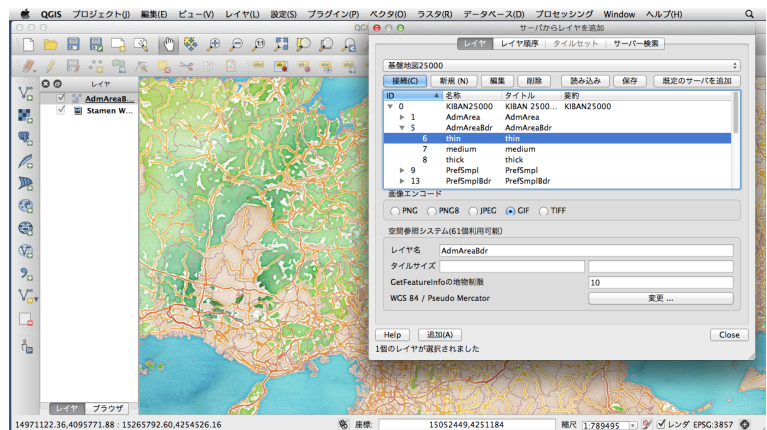 QGIS プロジェクト(J) 編集(E) ビュー(V) レイヤ(L) 設定(S) プラグイン(P) ベクタ(O) ラスタ(R) データベース(D) プロセッシング Window ヘルプ(H)
QGI
サーバからレイヤを追加
レイヤ レイヤ順序 タイルセット サーバー検索
基盤地図25000
接続(C) 新規 (N) 編集 削除 読み込み 保存 既定のサーバを追加
ID 名称 タイトル 要約
0 KIBAN25000 KIBAN 2500... KIBAN25000
1 AdmArea AdmArea
5 AdmAreaBdr AdmAreaBdr
6 thin thin
7 medium medium
8 thick thick
9 PrefSmpl PrefSmpl
13 PrefSmplBdr PrefSmplBdr
画像エンコード
PNG PNG8 JPEG GIF TIFF
空間参照システム(61個利用可能)
レイヤ名 AdmAreaBdr
タイルサイズ
GetFeatureInfoの地物制限 10
WGS 84 / Pseudo Mercator 変更 ...
Help 追加(A) Close
1個のレイヤが選択されました
レイヤ
AdmAreaB...
Stamen W...
レイヤ ブラウザ
14971122.36,4095771.88 : 15265792.60,4254526.16 座標: 15052449,4251184 縮尺 1:789495 レンダ EPSG:3857